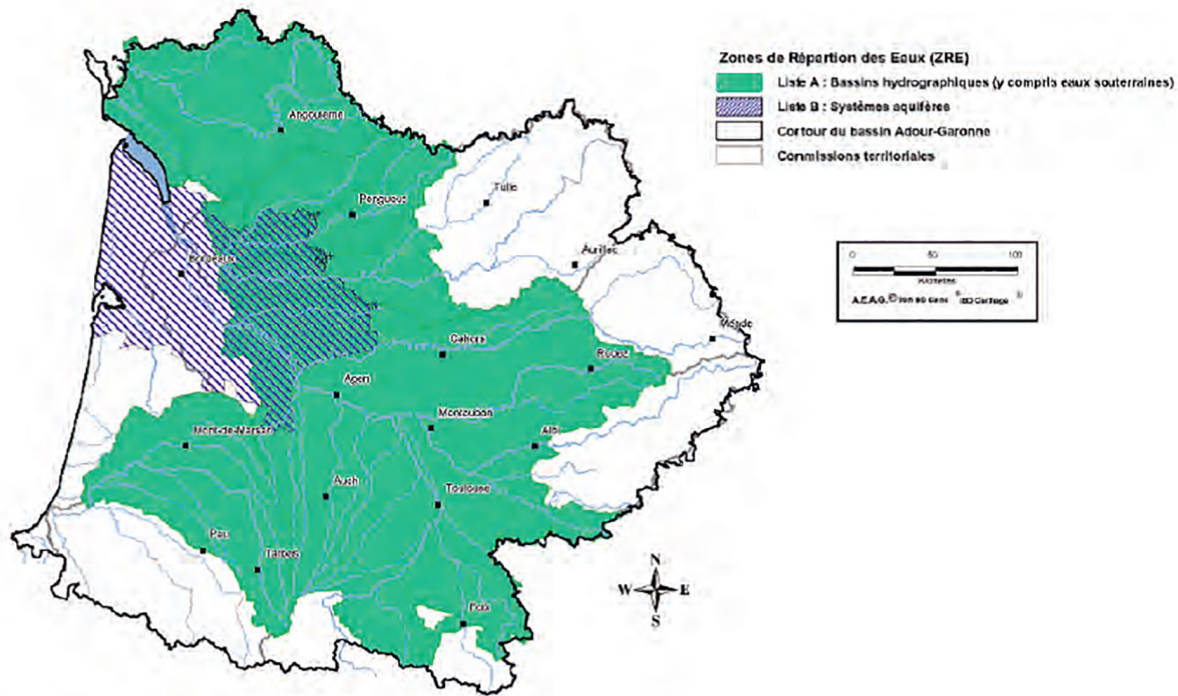 Zones de Répartion des Eaux (ZRE)
Liste A : Bassins hydrographiques (y compris eaux souterraines)
Liste B : Systèmes aquifères
Contour du bassin Adour-Garonne
Commissions territoriales
0 50 100
Kilomètres
A.E.A.G. ©
Angoulême
Périgueux
Tulle
Aurillac
Bordeaux
Mende
Cahors
Rodez
Agen
Montauban
Mont-de-Marsan
Albi
Auch
Toulouse
Pau
Tarbes
Foix
N
W E
S